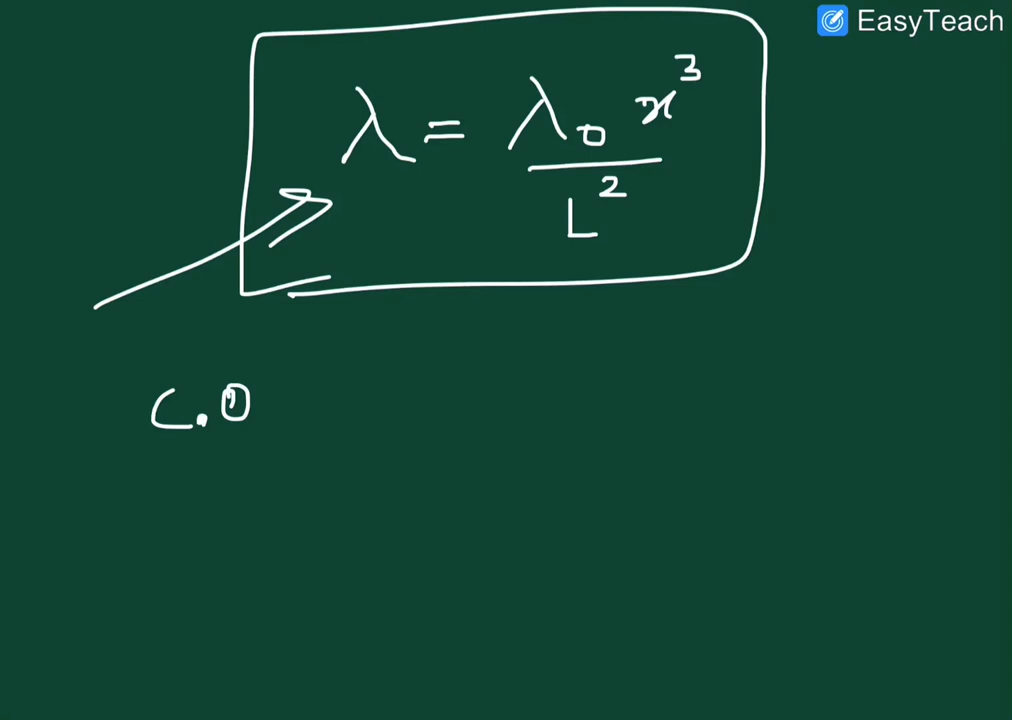 EasyTeach
λ = λ₀ x³
L²
C.O